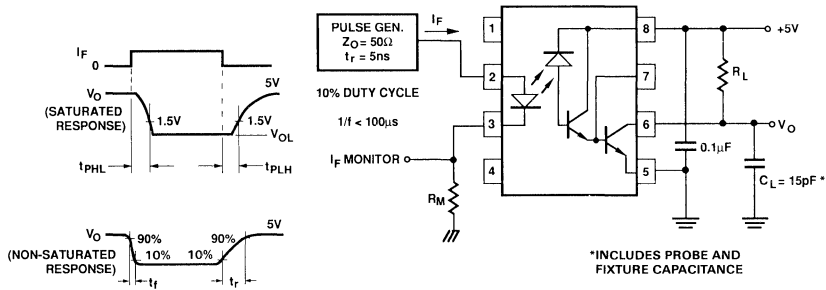 I_F
0
V_O
(SATURATED
RESPONSE)
5V
1.5V
1.5V
V_OL
t_PHL
t_PLH
V_O
(NON-SATURATED
RESPONSE)
5V
90%
90%
10%
10%
t_f
t_r
PULSE GEN.
Z_O = 50Ω
t_r = 5ns
I_F
10% DUTY CYCLE
1/f < 100μs
I_F MONITOR
R_M
1
2
3
4
8
7
6
5
+5V
R_L
V_O
0.1μF
C_L = 15pF *
*INCLUDES PROBE AND
FIXTURE CAPACITANCE